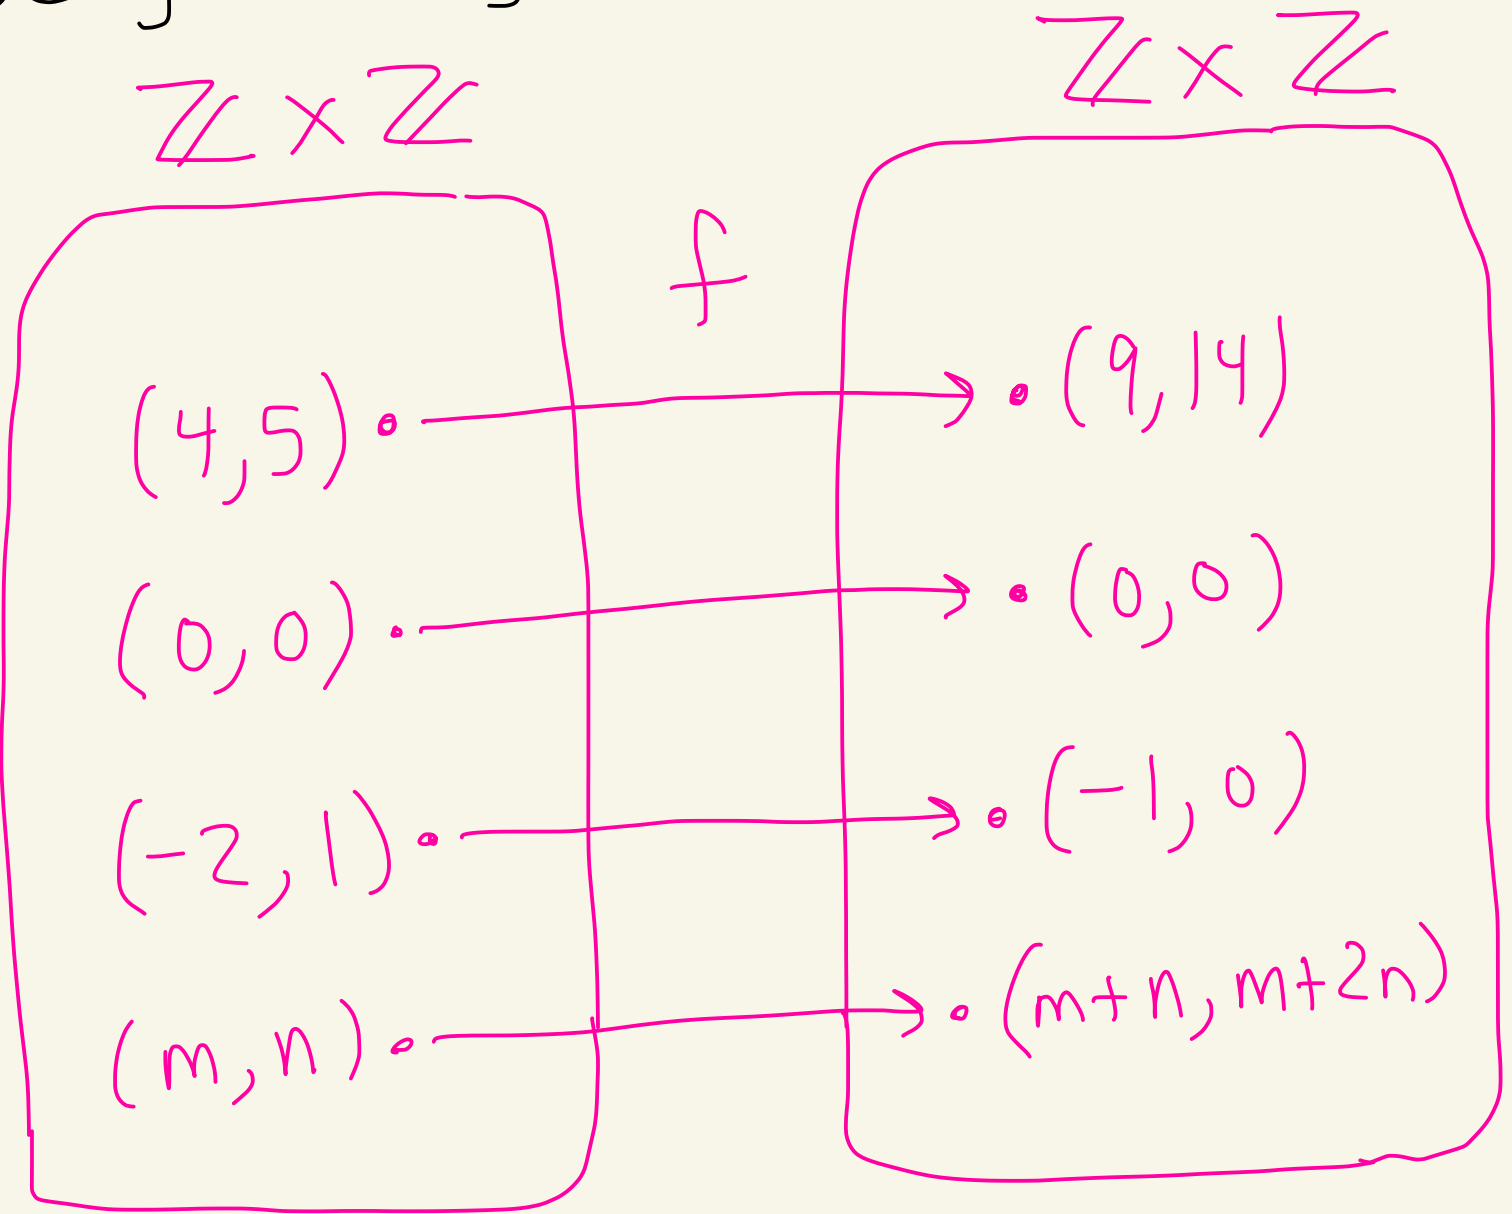 ℤ × ℤ
ℤ × ℤ
f
(4,5)
(9,14)
(0,0)
(0,0)
(-2,1)
(-1,0)
(m,n)
(m+n,m+2n)